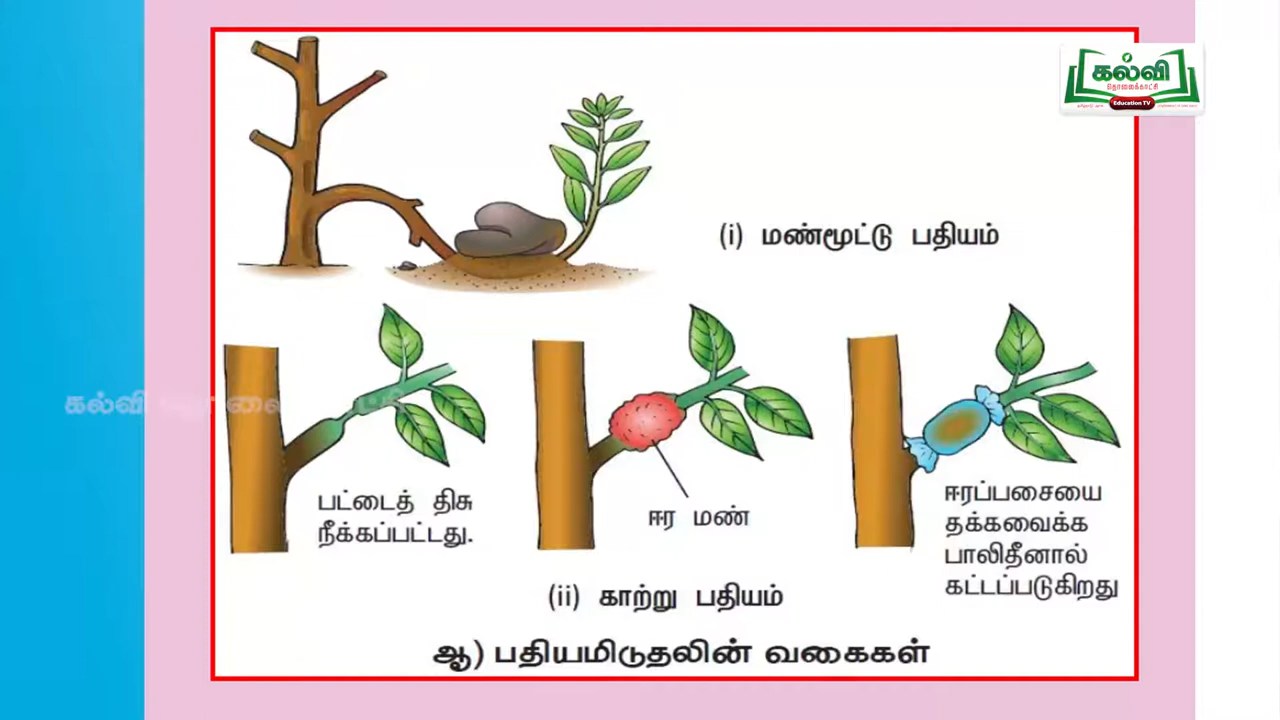 கல்வி
தொலைக்காட்சி
Education TV
(i) மண்மூட்டு பதியம்
கல்வி
பட்டைத் திசு
நீக்கப்பட்டது.
ஈர மண்
ஈரப்பசையை
தக்கவைக்க
பாலிதீனால்
கட்டப்படுகிறது
(ii) காற்று பதியம்
ஆ) பதியமிடுதலின் வகைகள்